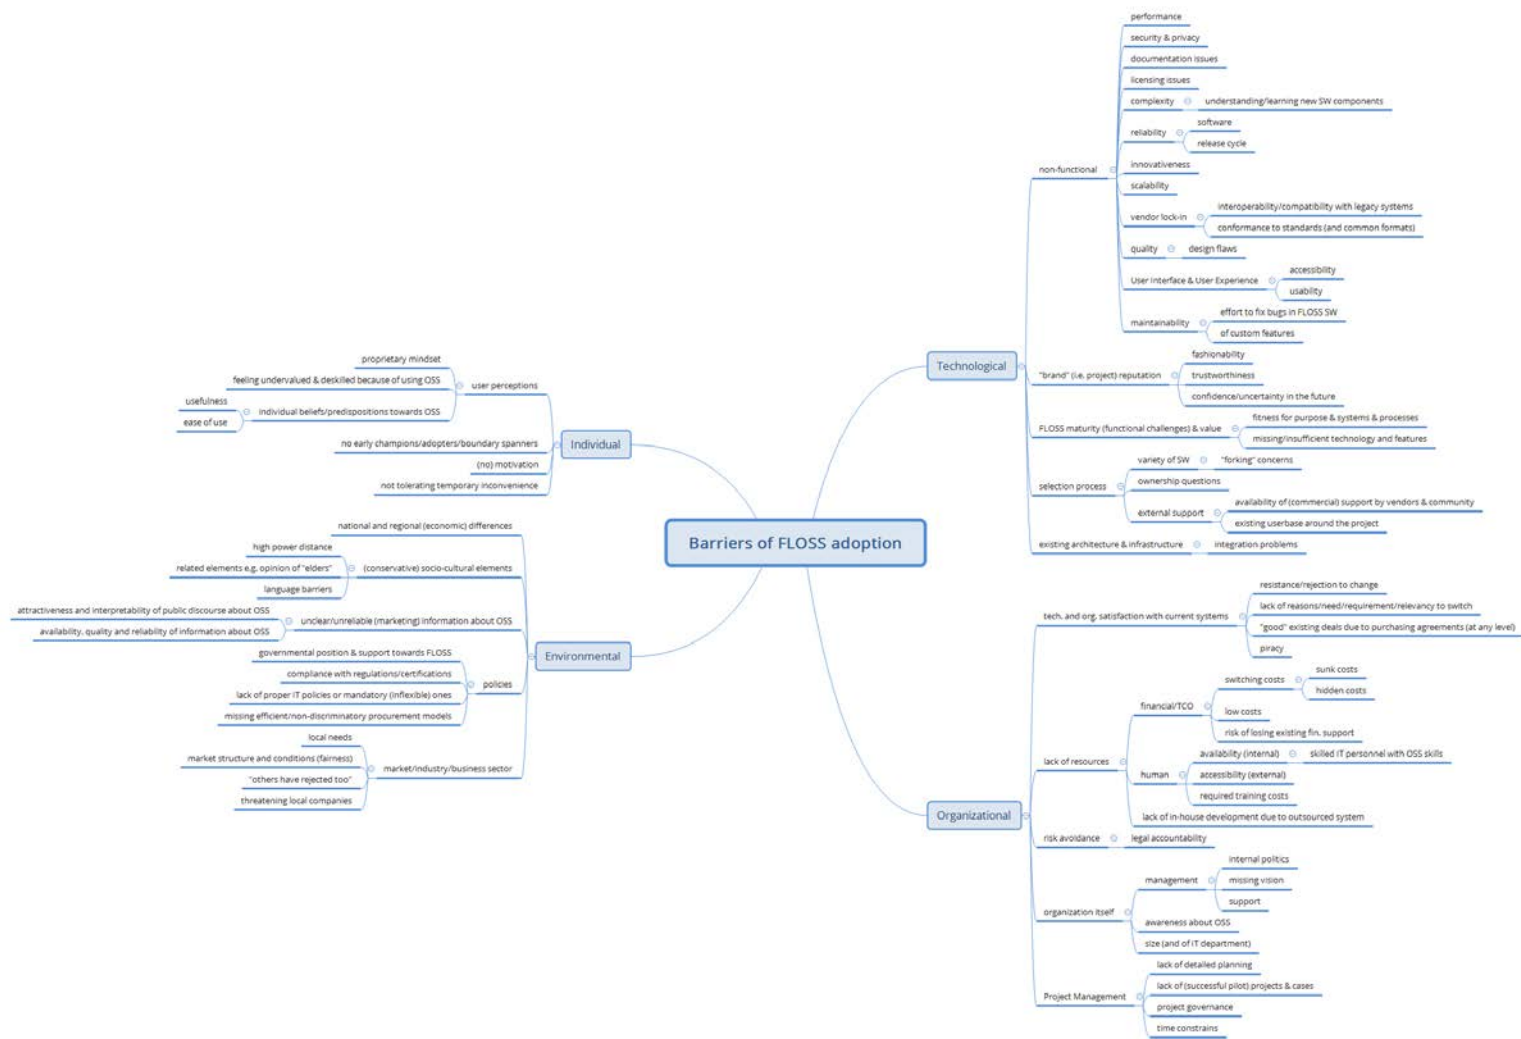 Barriers of FLOSS adoption
Technological
non-functional
performance
security & privacy
documentation issues
licensing issues
complexity
understanding/learning new SW components
reliability
software
release cycle
innovativeness
scalability
vendor lock-in
interoperability/compatibility with legacy systems
conformance to standards (and common formats)
quality
design flaws
User Interface & User Experience
accessibility
usability
maintainability
effort to fix bugs in FLOSS SW
of custom features
"brand" (i.e. project) reputation
fashionability
trustworthiness
confidence/uncertainty in the future
FLOSS maturity (functional challenges) & value
fitness for purpose & systems & processes
missing/insufficient technology and features
selection process
variety of SW
"forking" concerns
ownership questions
external support
availability of (commercial) support by vendors & community
existing userbase around the project
existing architecture & infrastructure
integration problems
Organizational
tech. and org. satisfaction with current systems
resistance/rejection to change
lack of reasons/need/requirement/relevancy to switch
"good" existing deals due to purchasing agreements (at any level)
piracy
lack of resources
financial/TCO
switching costs
sunk costs
hidden costs
low costs
risk of losing existing fin. support
human
availability (internal)
skilled IT personnel with OSS skills
accessibility (external)
required training costs
lack of in-house development due to outsourced system
risk avoidance
legal accountability
organization itself
management
internal politics
missing vision
support
awareness about OSS
size (and of IT department)
Project Management
lack of detailed planning
lack of (successful pilot) projects & cases
project governance
time constrains
Individual
user perceptions
proprietary mindset
feeling undervalued & deskilled because of using OSS
individual beliefs/predispositions towards OSS
usefulness
ease of use
no early champions/adopters/boundary spanners
(no) motivation
not tolerating temporary inconvenience
Environmental
national and regional (economic) differences
(conservative) socio-cultural elements
high power distance
related elements e.g. opinion of "elders"
language barriers
unclear/unreliable (marketing) information about OSS
attractiveness and interpretability of public discourse about OSS
availability, quality and reliability of information about OSS
policies
governmental position & support towards FLOSS
compliance with regulations/certifications
lack of proper IT policies or mandatory (inflexible) ones
missing efficient/non-discriminatory procurement models
market/industry/business sector
local needs
market structure and conditions (fairness)
"others have rejected too"
threatening local companies